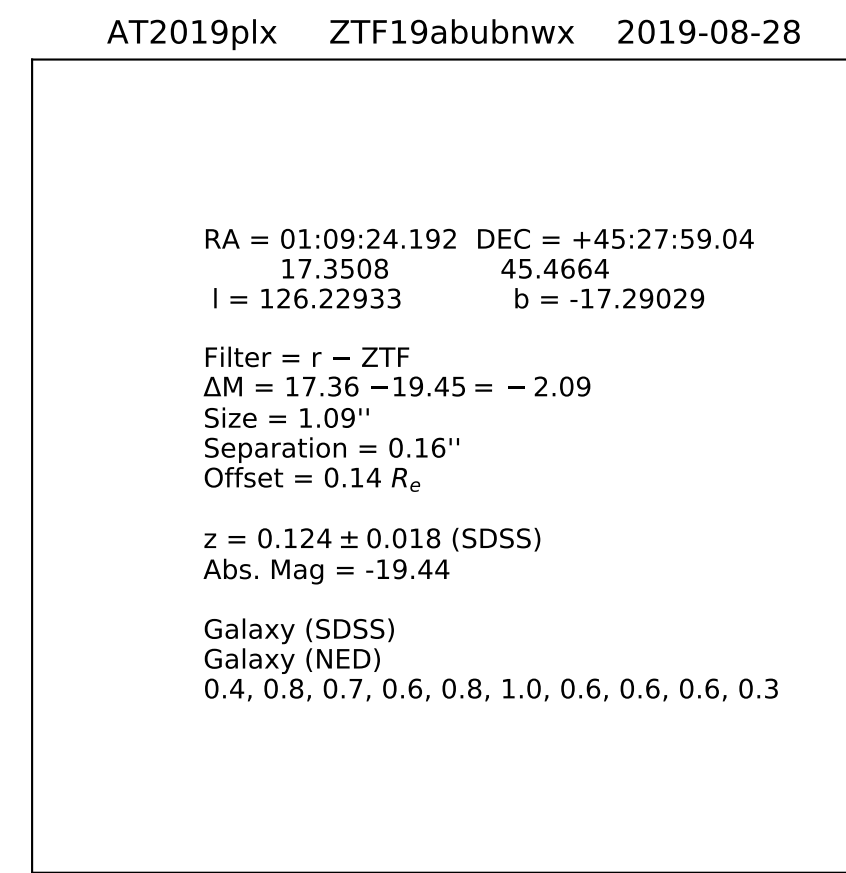 AT2019plx ZTF19abubnwx 2019-08-28
RA = 01:09:24.192 DEC = +45:27:59.04
17.3508 45.4664
l = 126.22933 b = -17.29029
Filter = r − ZTF
ΔM = 17.36 −19.45 = − 2.09
Size = 1.09''
Separation = 0.16''
Offset = 0.14 Re
z = 0.124 ± 0.018 (SDSS)
Abs. Mag = -19.44
Galaxy (SDSS)
Galaxy (NED)
0.4, 0.8, 0.7, 0.6, 0.8, 1.0, 0.6, 0.6, 0.6, 0.3